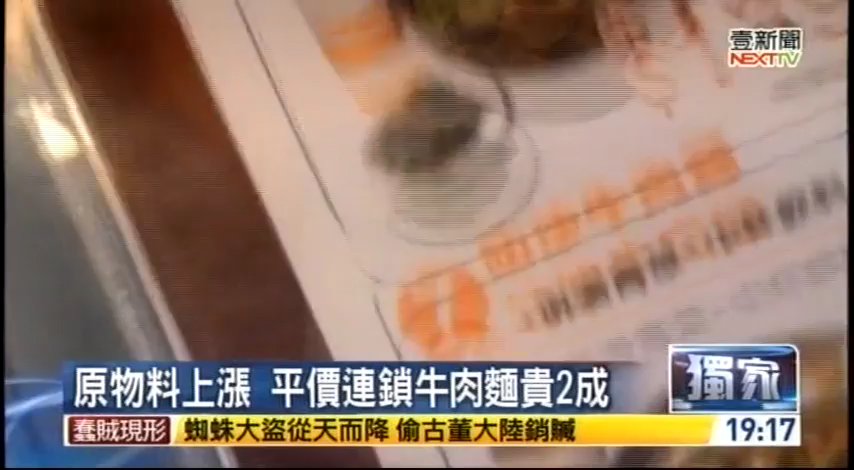 壹新聞
NEXTTV
原物料上漲 平價連鎖牛肉麵貴2成
獨家
蠢賊現形
蜘蛛大盜從天而降 偷古董大陸銷贓
19:17